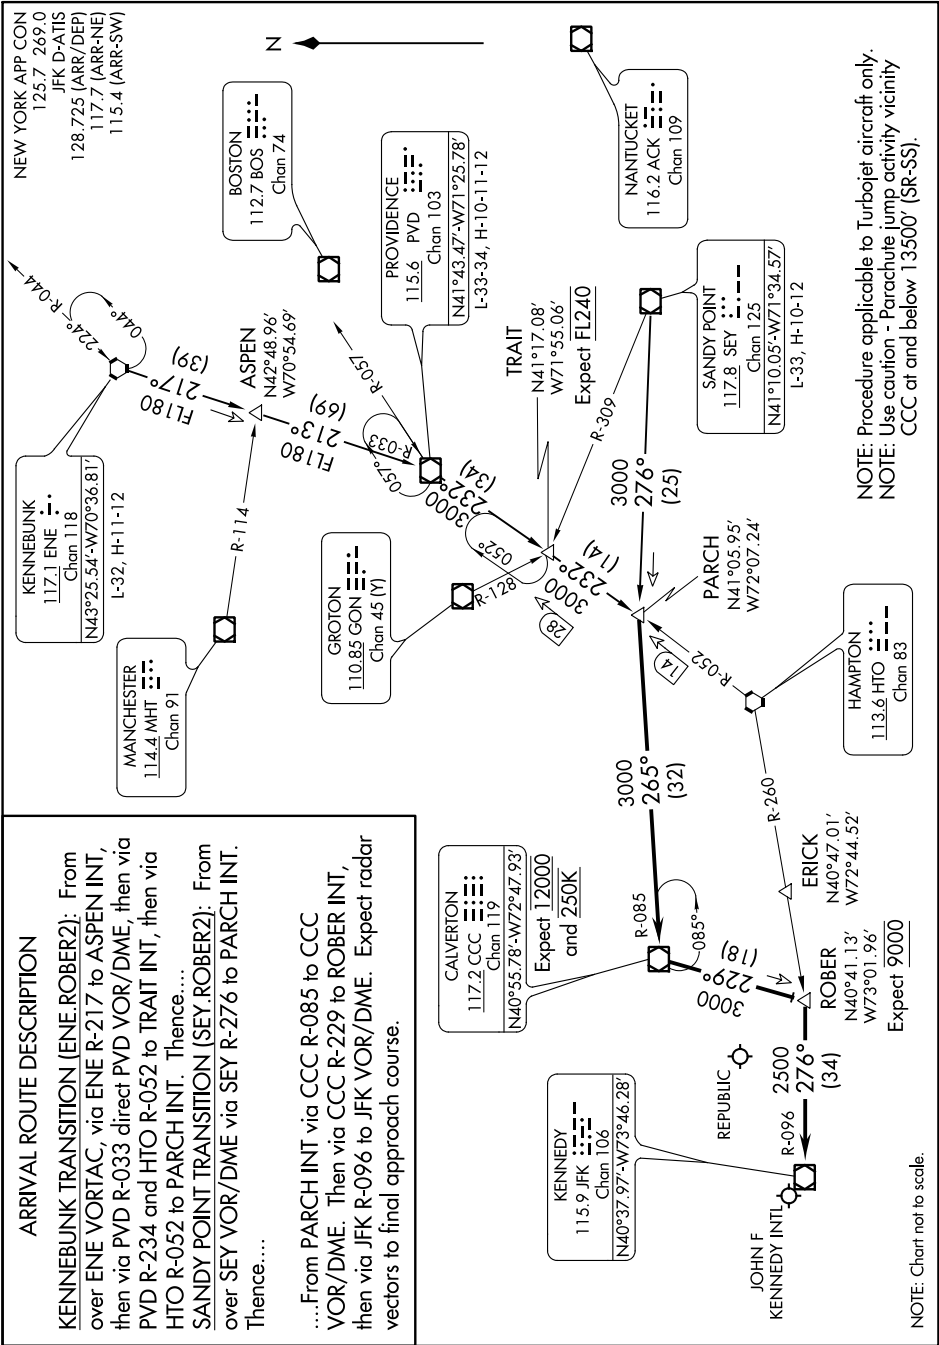 ARRIVAL ROUTE DESCRIPTION
KENNEBUNK TRANSITION (ENE.ROBER2): From
over ENE VORTAC, via ENE R-217 to ASPEN INT,
then via PVD R-033 direct PVD VOR/DME, then via
PVD R-234 and HTO R-052 to TRAIT INT, then via
HTO R-052 to PARCH INT. Thence....
SANDY POINT TRANSITION (SEY.ROBER2): From
over SEY VOR/DME via SEY R-276 to PARCH INT.
Thence....
....From PARCH INT via CCC R-085 to CCC
VOR/DME. Then via CCC R-229 to ROBER INT,
then via JFK R-096 to JFK VOR/DME. Expect radar
vectors to final approach course.
NEW YORK APP CON
125.7 269.0
JFK D-ATIS
128.725 (ARR/DEP)
117.7 (ARR-NE)
115.4 (ARR-SW)
N
KENNEBUNK
117.1 ENE
Chan 118
N43°25.54'-W70°36.81'
L-32, H-11-12
224°
R-044
044°
FL180
217°
(39)
MANCHESTER
114.4 MHT
Chan 91
R-114
ASPEN
N42°48.96'
W70°54.69'
FL180
213°
(69)
BOSTON
112.7 BOS
Chan 74
R-057
R-033
057°
PROVIDENCE
115.6 PVD
Chan 103
N41°43.47'-W71°25.78'
L-33-34, H-10-11-12
GROTON
110.85 GON
Chan 45 (Y)
R-128
3000
232°
(34)
052°
TRAIT
N41°17.08'
W71°55.06'
Expect FL240
R-309
3000
232°
(14)
28
NANTUCKET
116.2 ACK
Chan 109
SANDY POINT
117.8 SEY
Chan 125
N41°10.05'-W71°34.57'
L-33, H-10-12
3000
276°
(25)
PARCH
N41°05.95'
W72°07.24'
14
R-052
HAMPTON
113.6 HTO
Chan 83
R-260
3000
265°
(32)
CALVERTON
117.2 CCC
Chan 119
N40°55.78'-W72°47.93'
Expect 12000
and 250K
R-085
085°
3000
229°
(18)
ERICK
N40°47.01'
W72°44.52'
ROBER
N40°41.13'
W73°01.96'
Expect 9000
2500
276°
(34)
R-096
REPUBLIC
KENNEDY
115.9 JFK
Chan 106
N40°37.97'-W73°46.28'
JOHN F
KENNEDY INTL
NOTE: Procedure applicable to Turbojet aircraft only.
NOTE: Use caution - Parachute jump activity vicinity
CCC at and below 13500' (SR-SS).
NOTE: Chart not to scale.